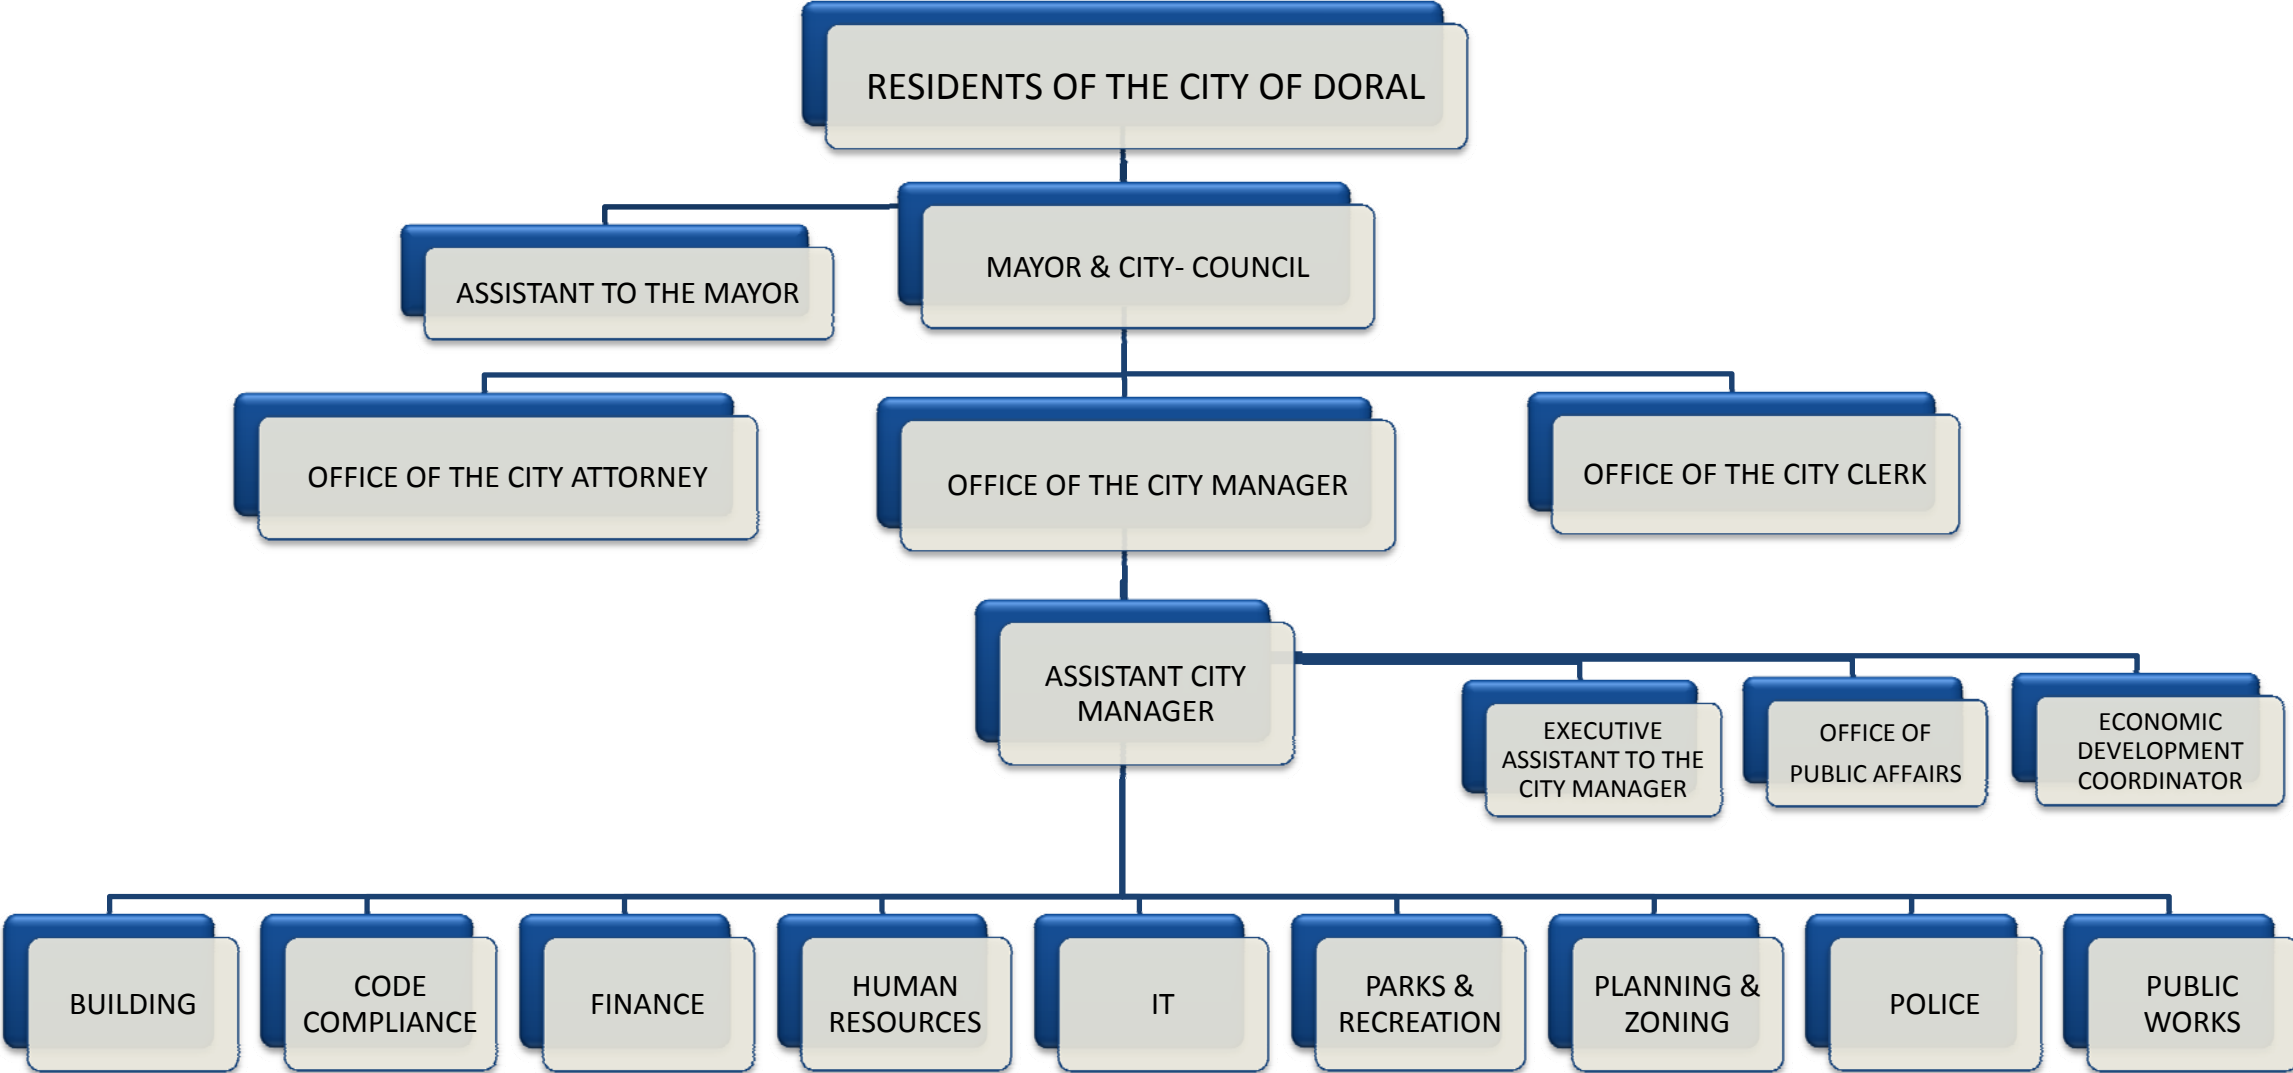 RESIDENTS OF THE CITY OF DORAL
MAYOR & CITY- COUNCIL
ASSISTANT TO THE MAYOR
OFFICE OF THE CITY ATTORNEY
OFFICE OF THE CITY MANAGER
OFFICE OF THE CITY CLERK
ASSISTANT CITY
MANAGER
EXECUTIVE
ASSISTANT TO THE
CITY MANAGER
OFFICE OF
PUBLIC AFFAIRS
ECONOMIC
DEVELOPMENT
COORDINATOR
BUILDING
CODE
COMPLIANCE
FINANCE
HUMAN
RESOURCES
IT
PARKS &
RECREATION
PLANNING &
ZONING
POLICE
PUBLIC
WORKS